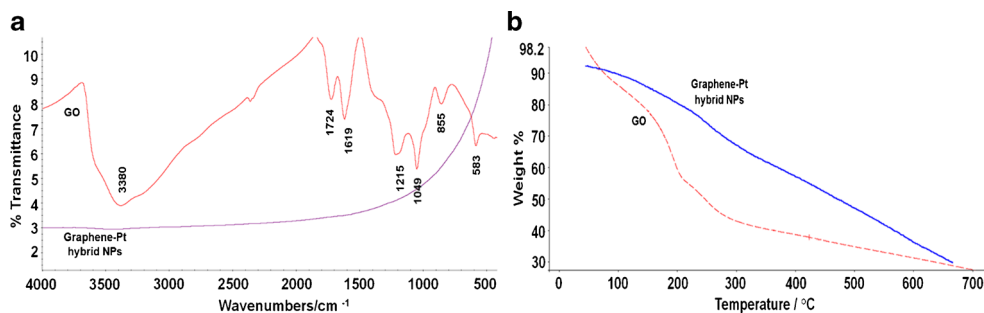 a
% Transmittance
10
9
8
7
6
5
4
3
2
GO
3380
1724
1619
1215
1049
855
583
Graphene-Pt
hybrid NPs
4000 3500 3000 2500 2000 1500 1000 500
Wavenumbers/cm -1
b
Weight %
98.2
90
80
70
60
50
40
30
Graphene-Pt
hybrid NPs
GO
0 100 200 300 400 500 600 700
Temperature / °C